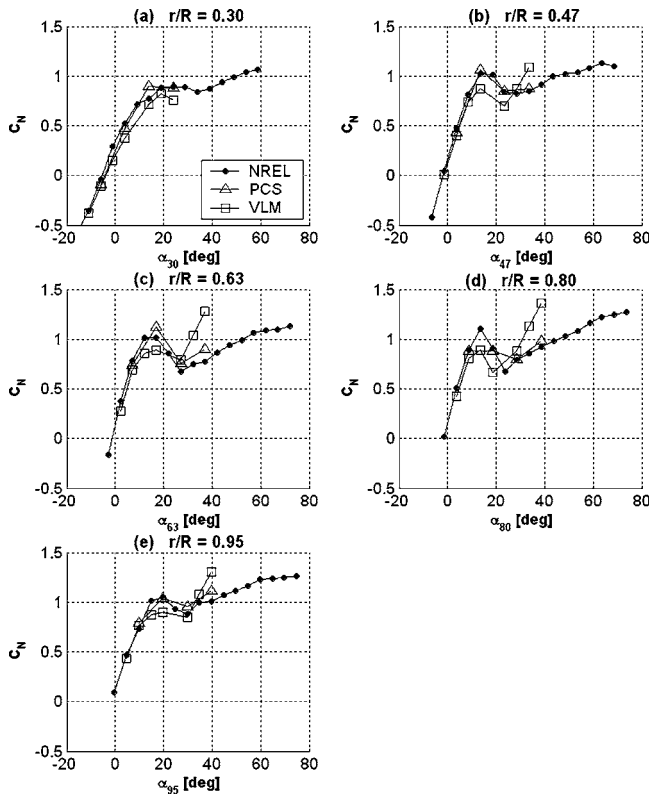 (a) r/R = 0.30
1.5
1
0.5
0
-0.5
C_N
-20 0 20 40 60 80
α_30 [deg]
NREL
PCS
VLM
(b) r/R = 0.47
1.5
1
0.5
0
-0.5
C_N
-20 0 20 40 60 80
α_47 [deg]
(c) r/R = 0.63
1.5
1
0.5
0
-0.5
C_N
-20 0 20 40 60 80
α_63 [deg]
(d) r/R = 0.80
1.5
1
0.5
0
-0.5
C_N
-20 0 20 40 60 80
α_80 [deg]
(e) r/R = 0.95
1.5
1
0.5
0
-0.5
C_N
-20 0 20 40 60 80
α_95 [deg]